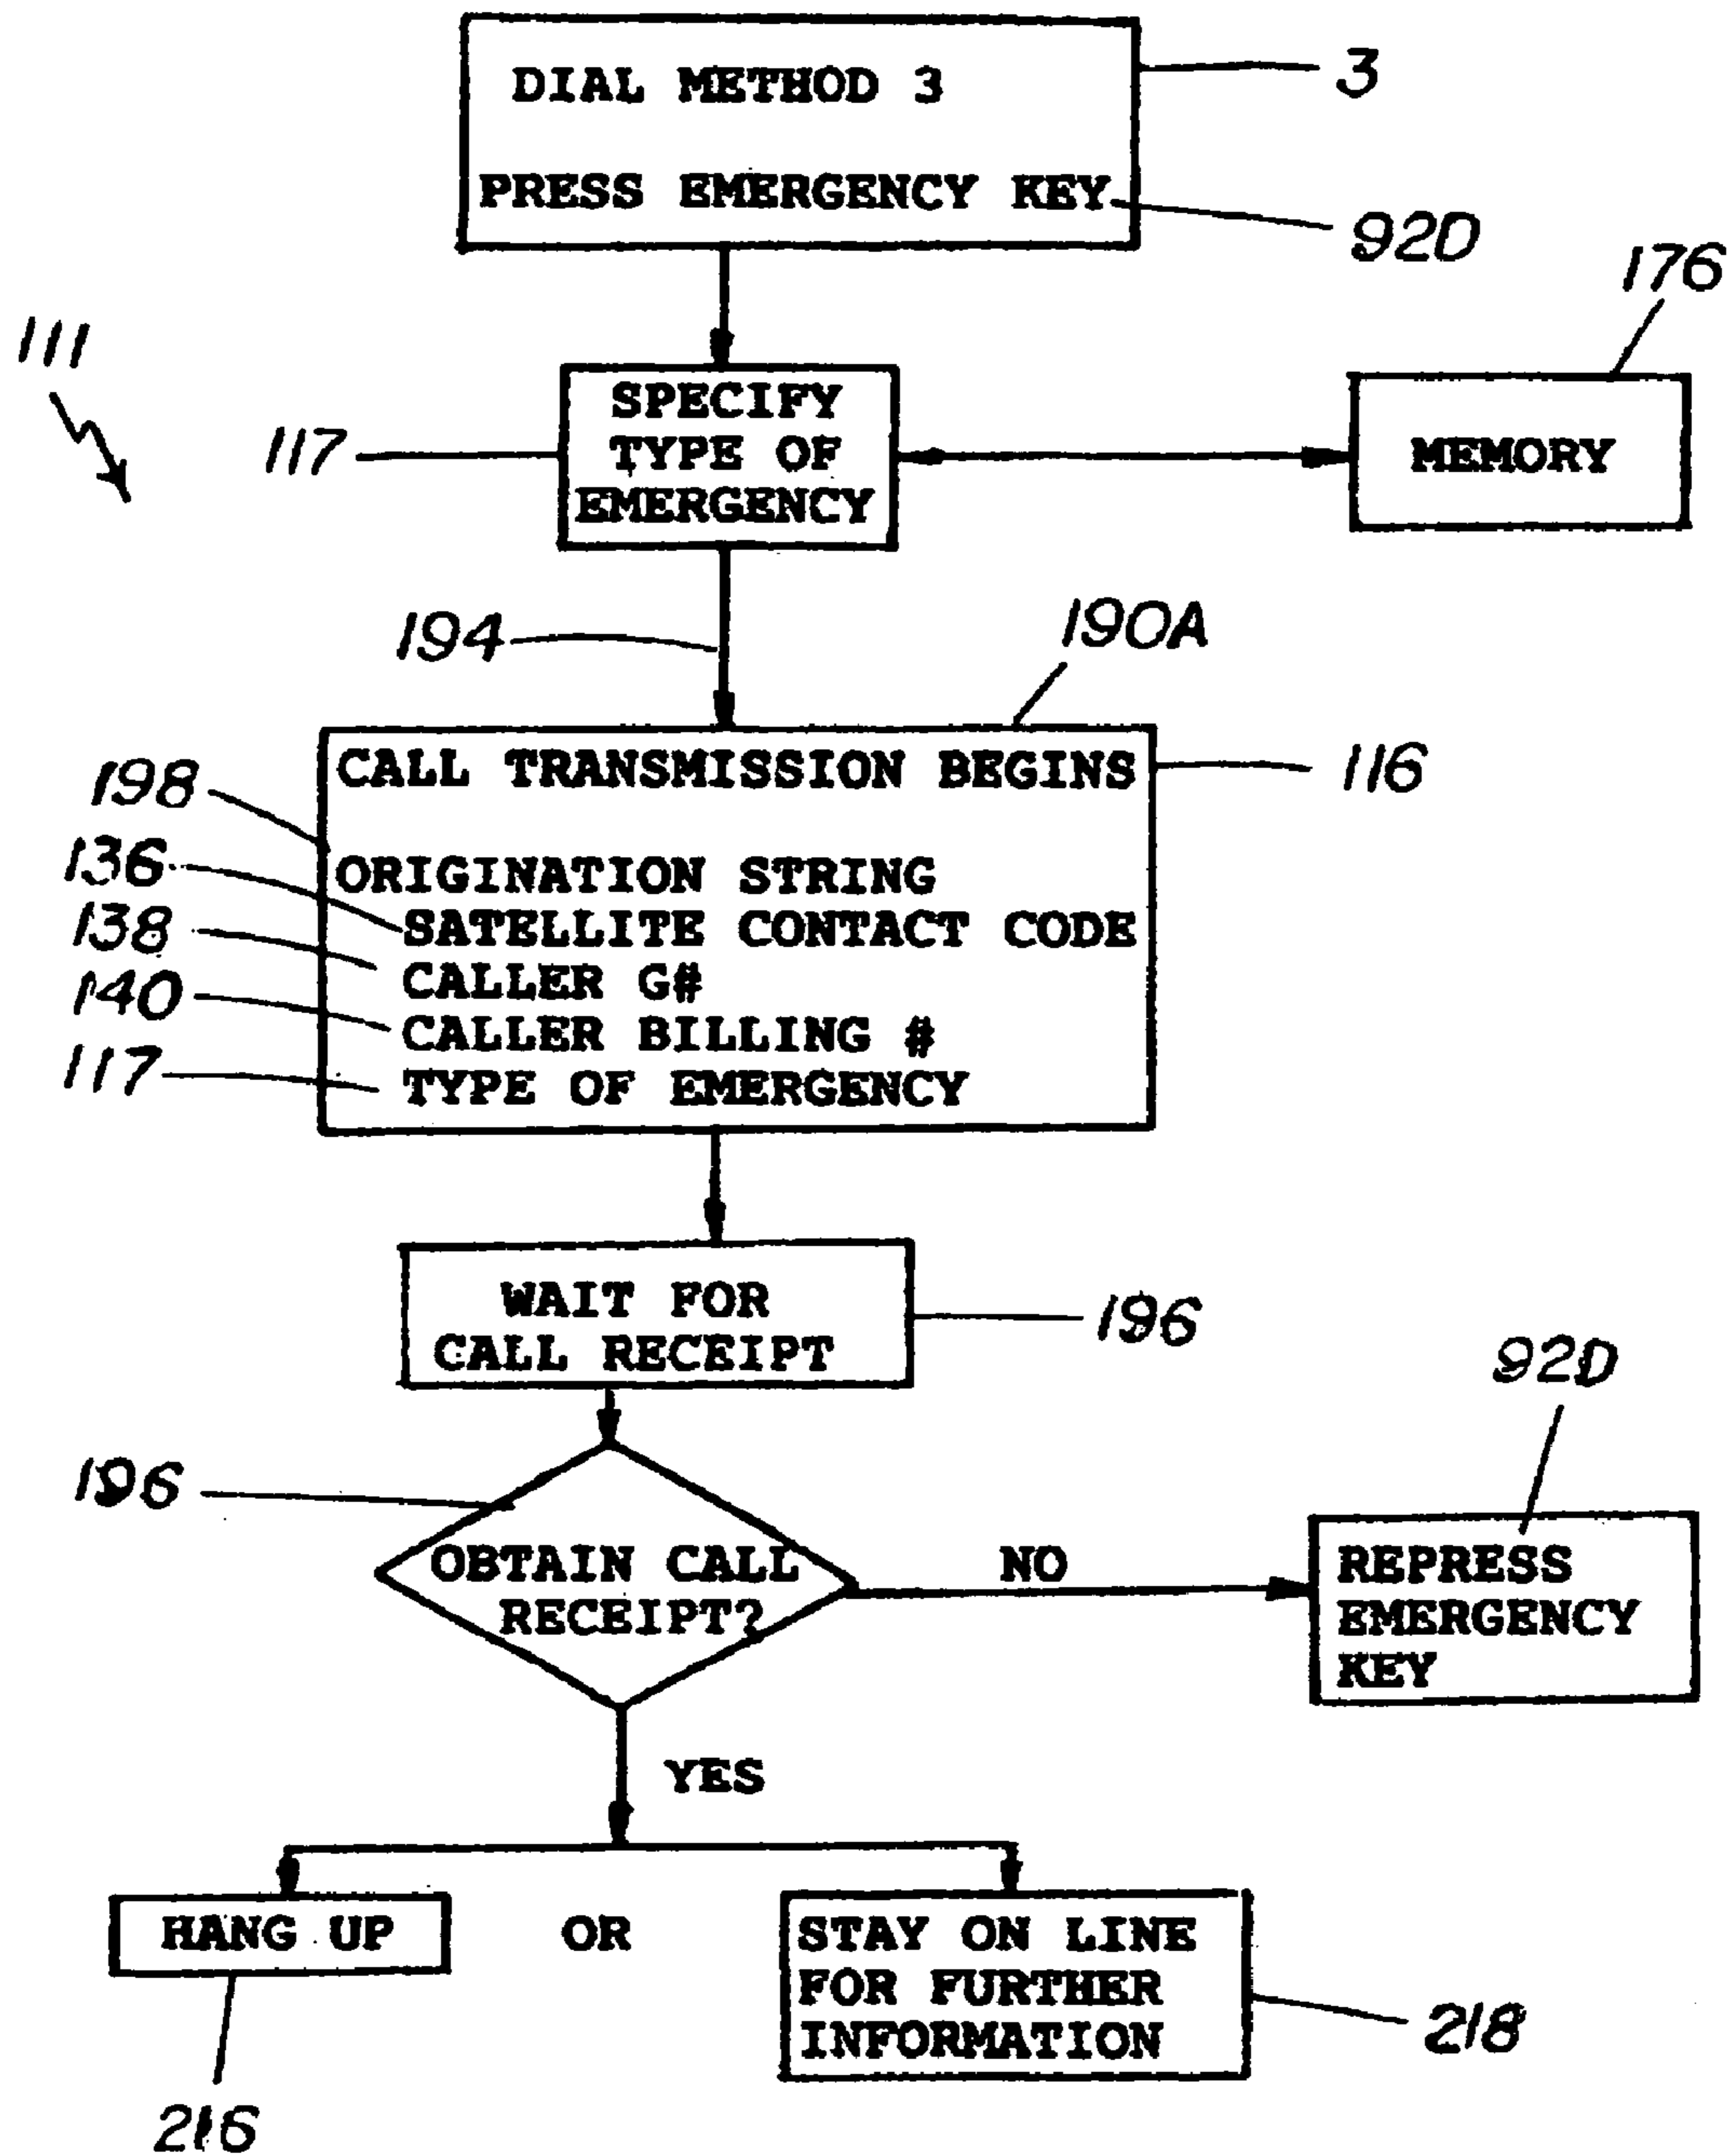 DIAL METHOD 3
3
PRESS EMERGENCY KEY
92D
176
111
SPECIFY
TYPE OF
EMERGENCY
117
MEMORY
194
190A
CALL TRANSMISSION BEGINS
116
198
ORIGINATION STRING
136
SATELLITE CONTACT CODE
138
CALLER G#
140
CALLER BILLING #
117
TYPE OF EMERGENCY
WAIT FOR
CALL RECEIPT
196
92D
196
OBTAIN CALL
RECEIPT?
NO
REPRESS
EMERGENCY
KEY
YES
HANG UP
OR
STAY ON LINE
FOR FURTHER
INFORMATION
218
216